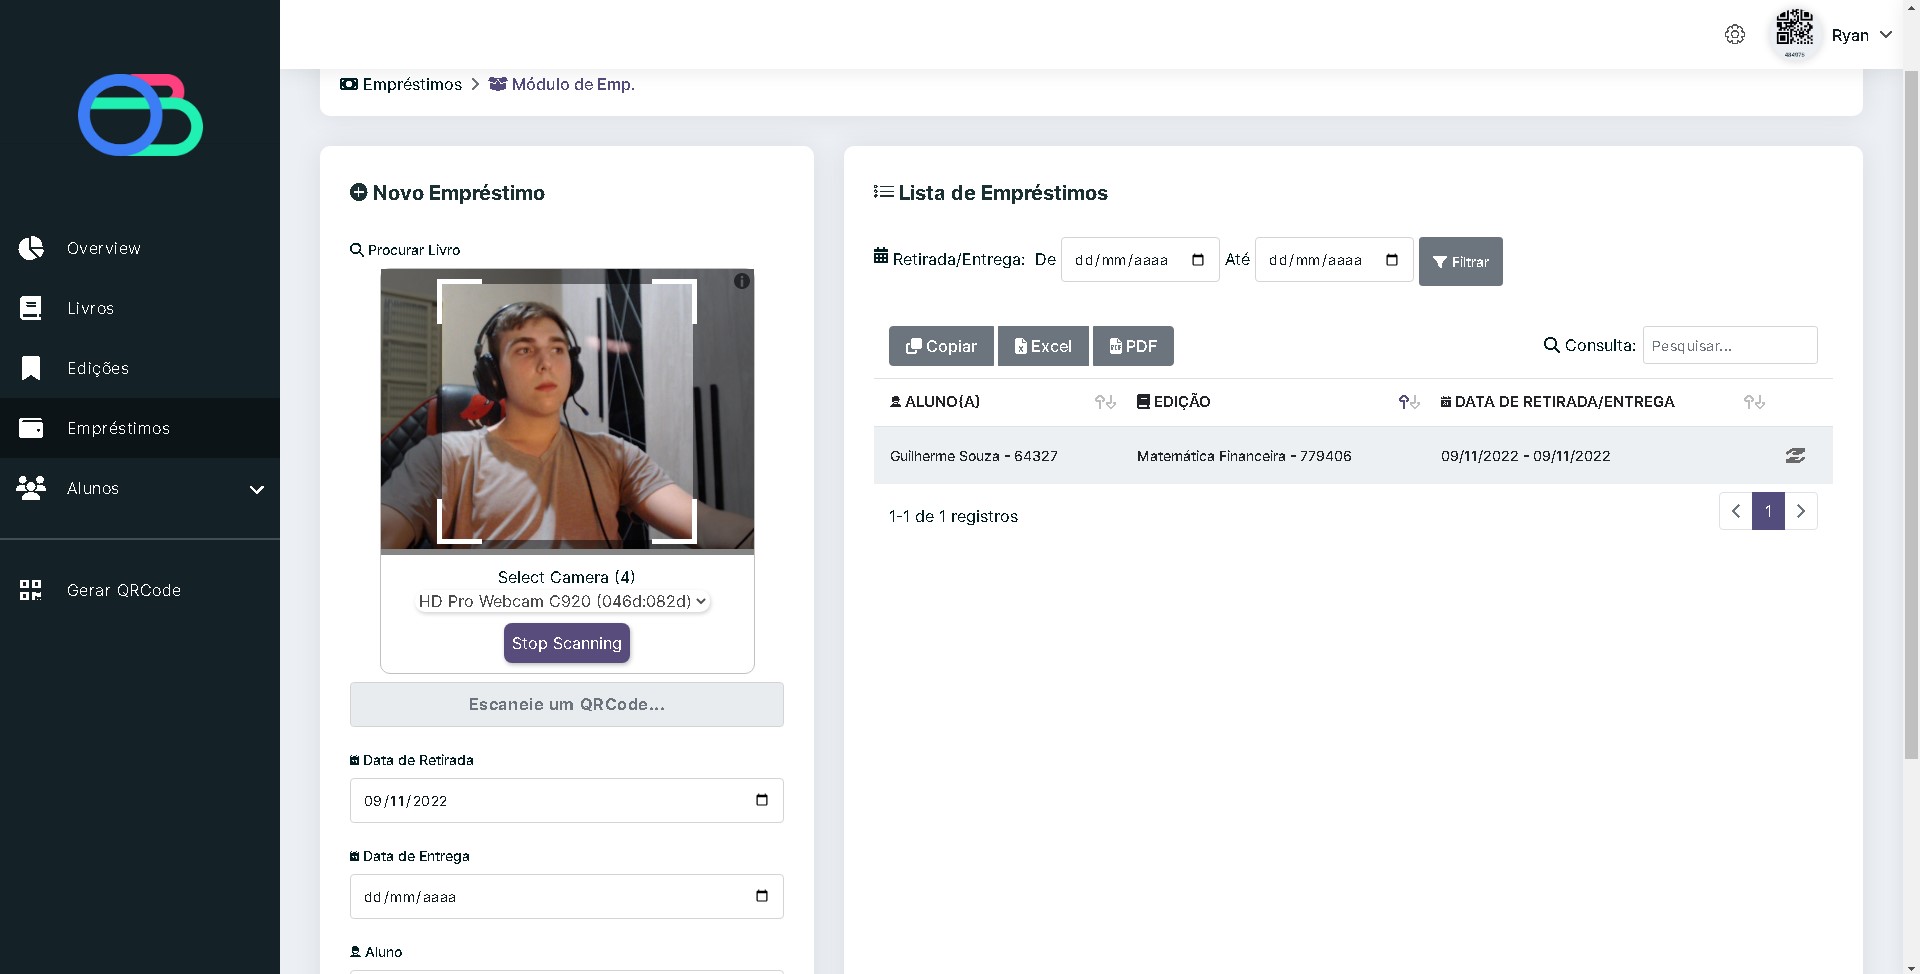 484976
Ryan
Empréstimos
Módulo de Emp.
Overview
Livros
Edições
Empréstimos
Alunos
Gerar QRCode
Novo Empréstimo
Procurar Livro
Select Camera (4)
HD Pro Webcam C920 (046d:082d)
Stop Scanning
Escaneie um QRCode...
Data de Retirada
09/11/2022
Data de Entrega
dd/mm/aaaa
Aluno
Lista de Empréstimos
Retirada/Entrega: De dd/mm/aaaa Até dd/mm/aaaa Filtrar
Copiar Excel PDF
Consulta: Pesquisar...
ALUNO(A) EDIÇÃO DATA DE RETIRADA/ENTREGA
Guilherme Souza - 64327 Matemática Financeira - 779406 09/11/2022 - 09/11/2022
1-1 de 1 registros
1